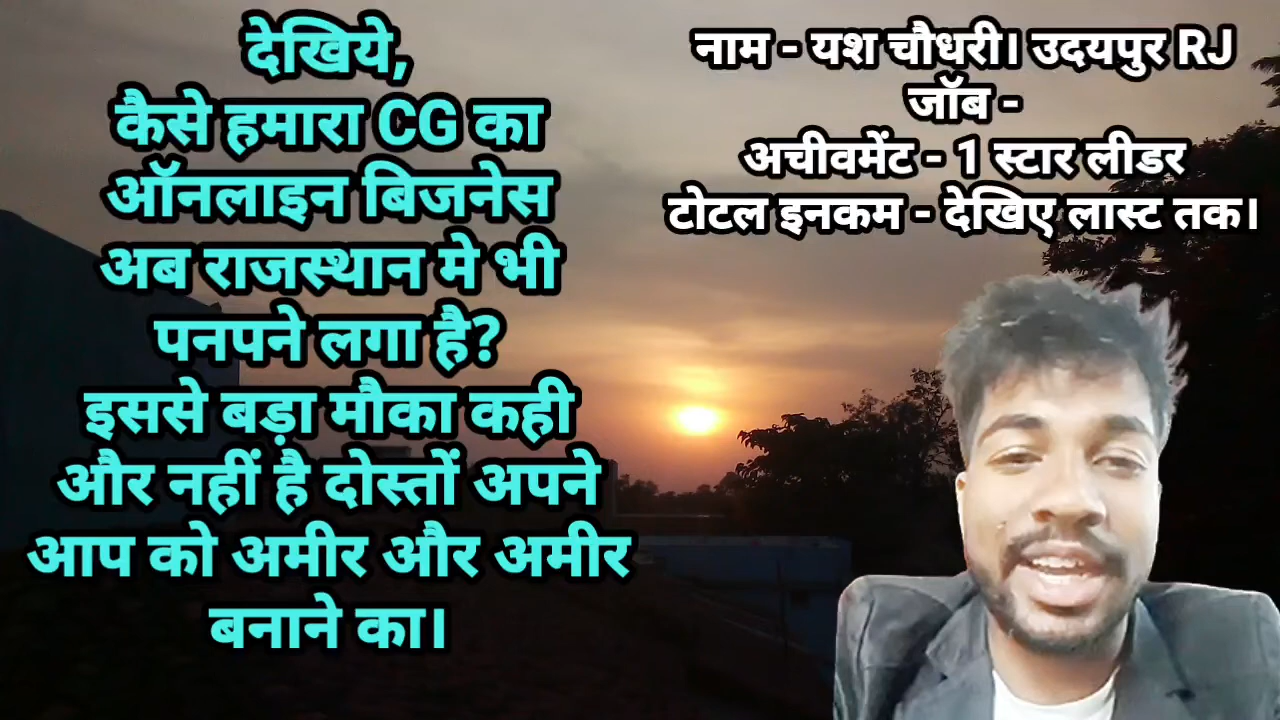 देखिये,
कैसे हमारा CG का
ऑनलाइन बिजनेस
अब राजस्थान मे भी
पनपने लगा है?
इससे बड़ा मौका कही
और नहीं है दोस्तों अपने
आप को अमीर और अमीर
बनाने का।
नाम - यश चौधरी। उदयपुर RJ
जॉब -
अचीवमेंट - 1 स्टार लीडर
टोटल इनकम - देखिए लास्ट तक।